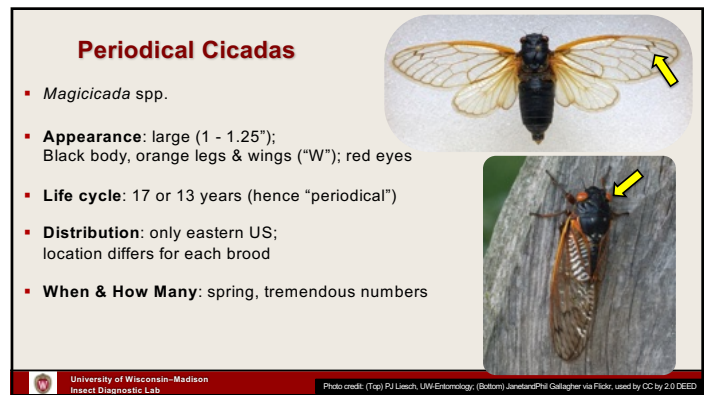 Periodical Cicadas
Magicicada spp.
Appearance: large (1 - 1.25”);
Black body, orange legs & wings (“W”); red eyes
Life cycle: 17 or 13 years (hence “periodical”)
Distribution: only eastern US;
location differs for each brood
When & How Many: spring, tremendous numbers
University of Wisconsin–Madison
Insect Diagnostic Lab
Photo credit: (Top) PJ Liesch, UW-Entomology; (Bottom) JanetandPhil Gallagher via Flickr, used by CC by 2.0 DEED